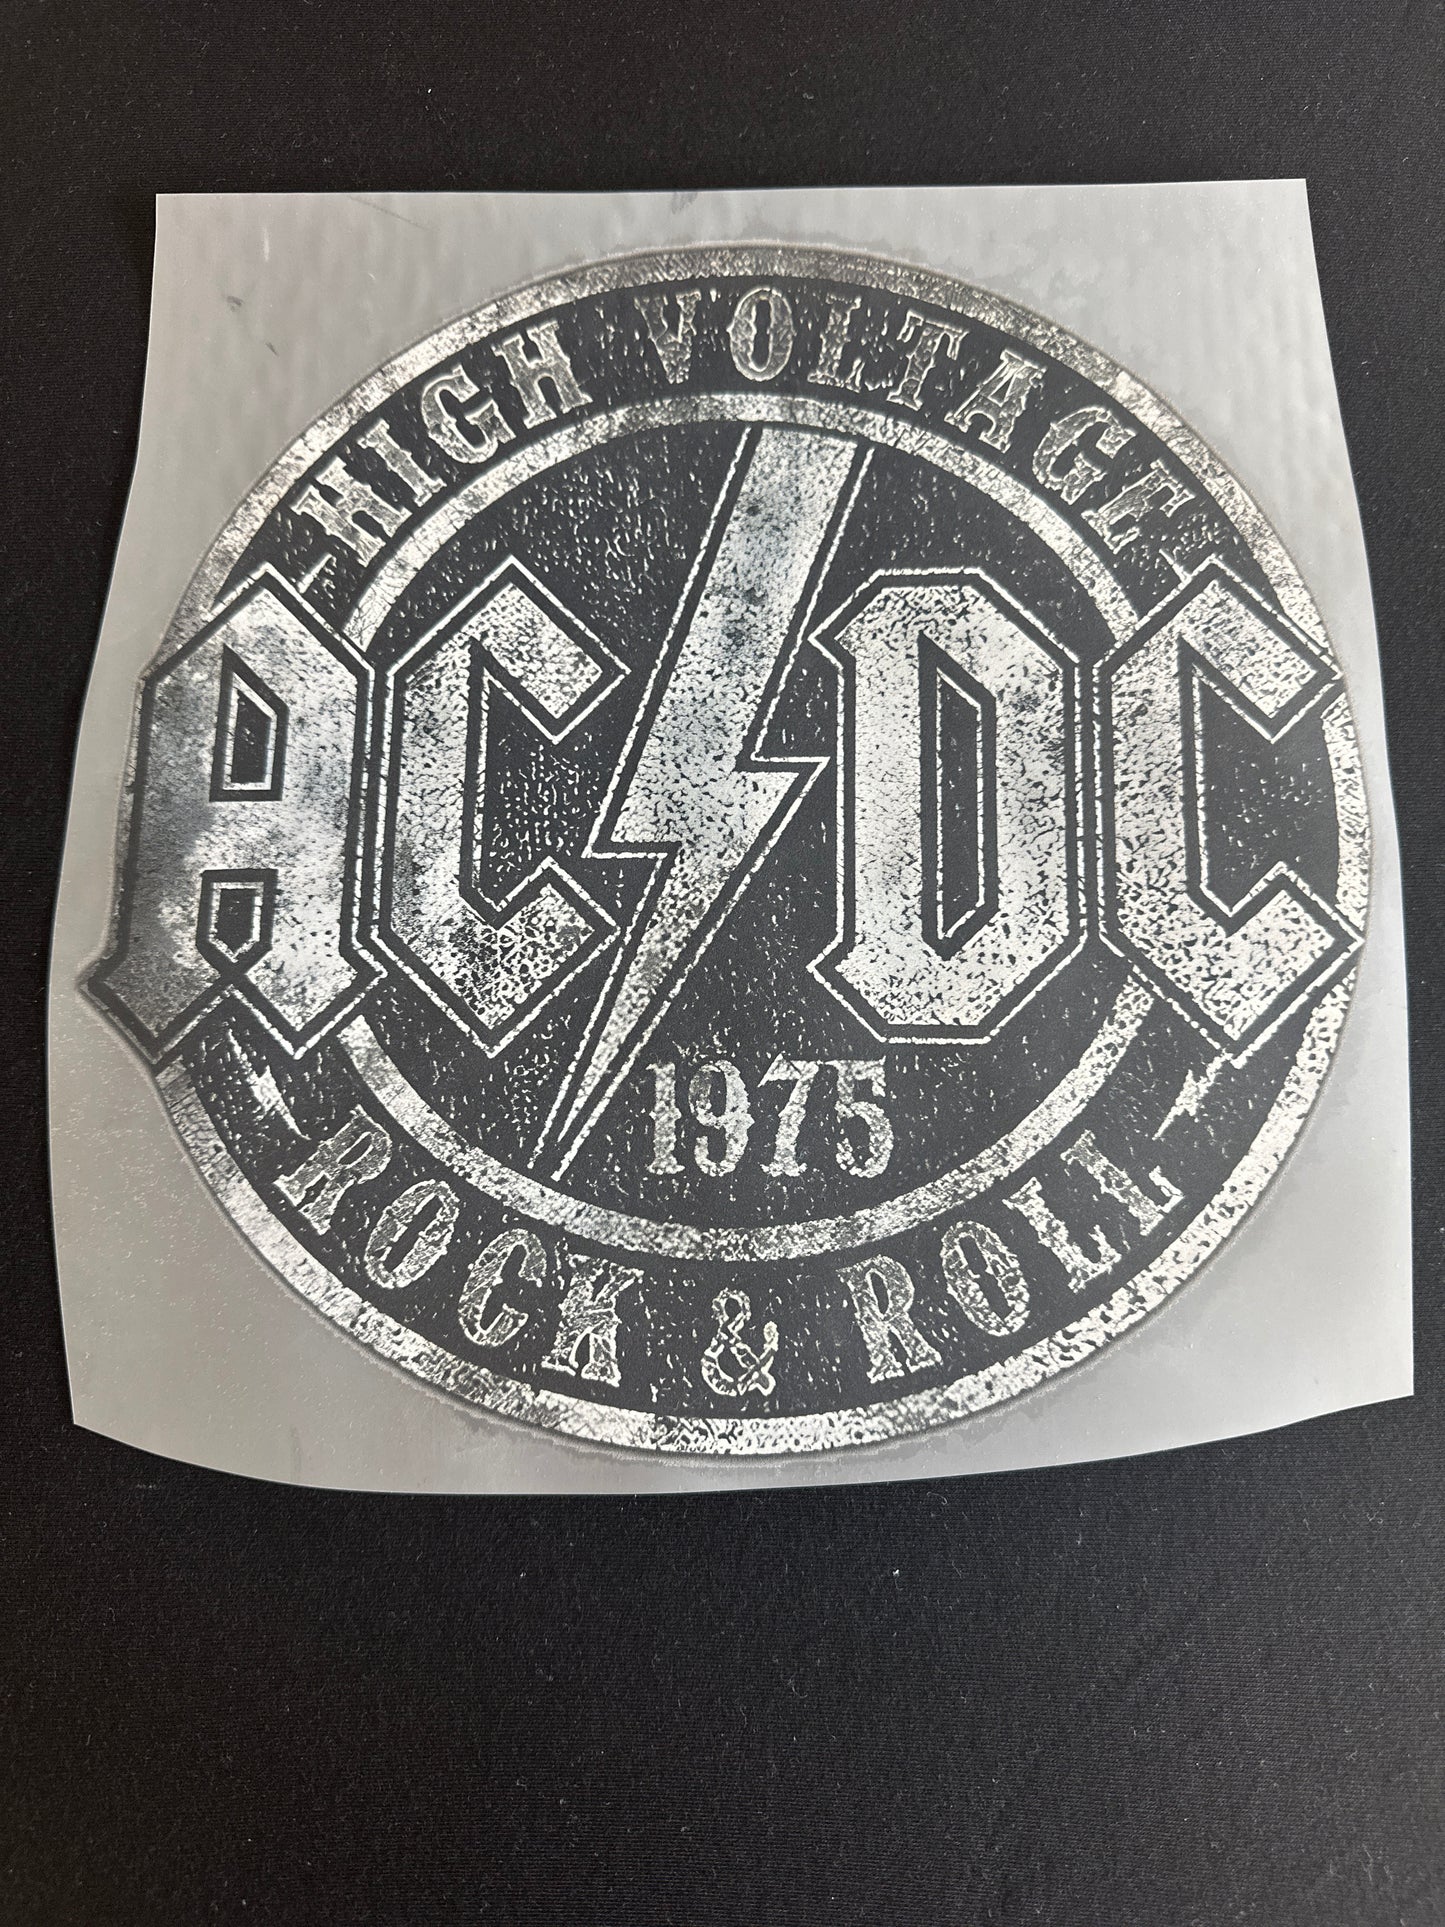 HIGH VOLTAGE
AC/DC
1975
ROCK & ROLL